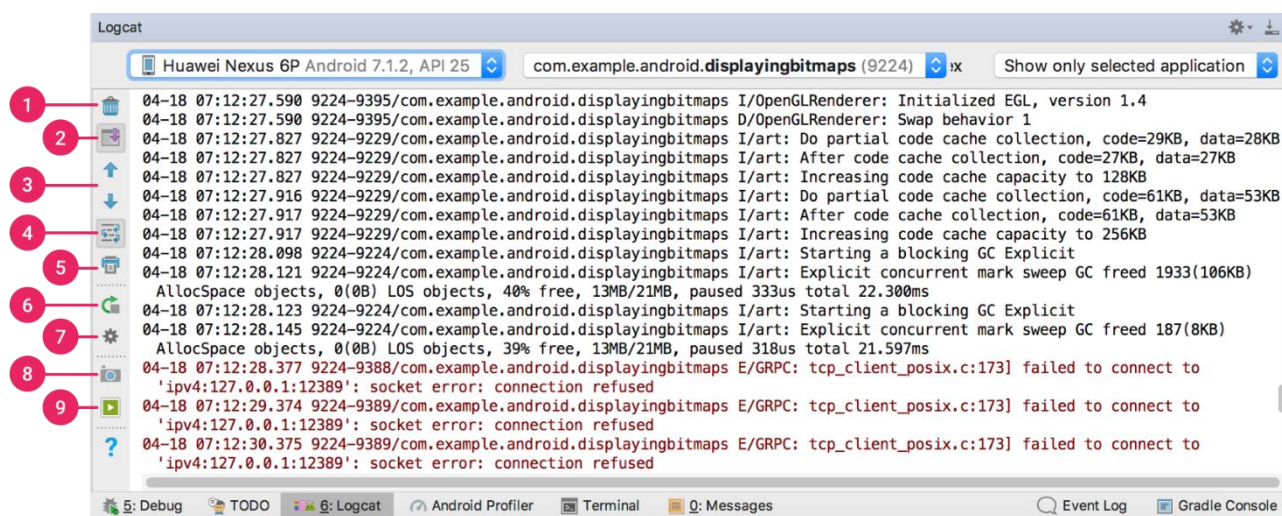 Logcat
Huawei Nexus 6P Android 7.1.2, API 25
com.example.android.displayingbitmaps (9224)
Show only selected application
1
2
3
4
5
6
7
8
9
04-18 07:12:27.590 9224-9395/com.example.android.displayingbitmaps I/OpenGLRenderer: Initialized EGL, version 1.4
04-18 07:12:27.590 9224-9395/com.example.android.displayingbitmaps D/OpenGLRenderer: Swap behavior 1
04-18 07:12:27.827 9224-9229/com.example.android.displayingbitmaps I/art: Do partial code cache collection, code=29KB, data=28KB
04-18 07:12:27.827 9224-9229/com.example.android.displayingbitmaps I/art: After code cache collection, code=27KB, data=27KB
04-18 07:12:27.827 9224-9229/com.example.android.displayingbitmaps I/art: Increasing code cache capacity to 128KB
04-18 07:12:27.916 9224-9229/com.example.android.displayingbitmaps I/art: Do partial code cache collection, code=61KB, data=53KB
04-18 07:12:27.917 9224-9229/com.example.android.displayingbitmaps I/art: After code cache collection, code=61KB, data=53KB
04-18 07:12:27.917 9224-9229/com.example.android.displayingbitmaps I/art: Increasing code cache capacity to 256KB
04-18 07:12:28.098 9224-9224/com.example.android.displayingbitmaps I/art: Starting a blocking GC Explicit
04-18 07:12:28.121 9224-9224/com.example.android.displayingbitmaps I/art: Explicit concurrent mark sweep GC freed 1933(106KB)
AllocSpace objects, 0(0B) LOS objects, 40% free, 13MB/21MB, paused 333us total 22.300ms
04-18 07:12:28.123 9224-9224/com.example.android.displayingbitmaps I/art: Starting a blocking GC Explicit
04-18 07:12:28.145 9224-9224/com.example.android.displayingbitmaps I/art: Explicit concurrent mark sweep GC freed 187(8KB)
AllocSpace objects, 0(0B) LOS objects, 39% free, 13MB/21MB, paused 318us total 21.597ms
04-18 07:12:28.377 9224-9388/com.example.android.displayingbitmaps E/GRPC: tcp_client_posix.c:173] failed to connect to
'ipv4:127.0.0.1:12389': socket error: connection refused
04-18 07:12:29.374 9224-9389/com.example.android.displayingbitmaps E/GRPC: tcp_client_posix.c:173] failed to connect to
'ipv4:127.0.0.1:12389': socket error: connection refused
04-18 07:12:30.375 9224-9389/com.example.android.displayingbitmaps E/GRPC: tcp_client_posix.c:173] failed to connect to
'ipv4:127.0.0.1:12389': socket error: connection refused
?
5: Debug
TODO
6: Logcat
Android Profiler
Terminal
0: Messages
Event Log
Gradle Console